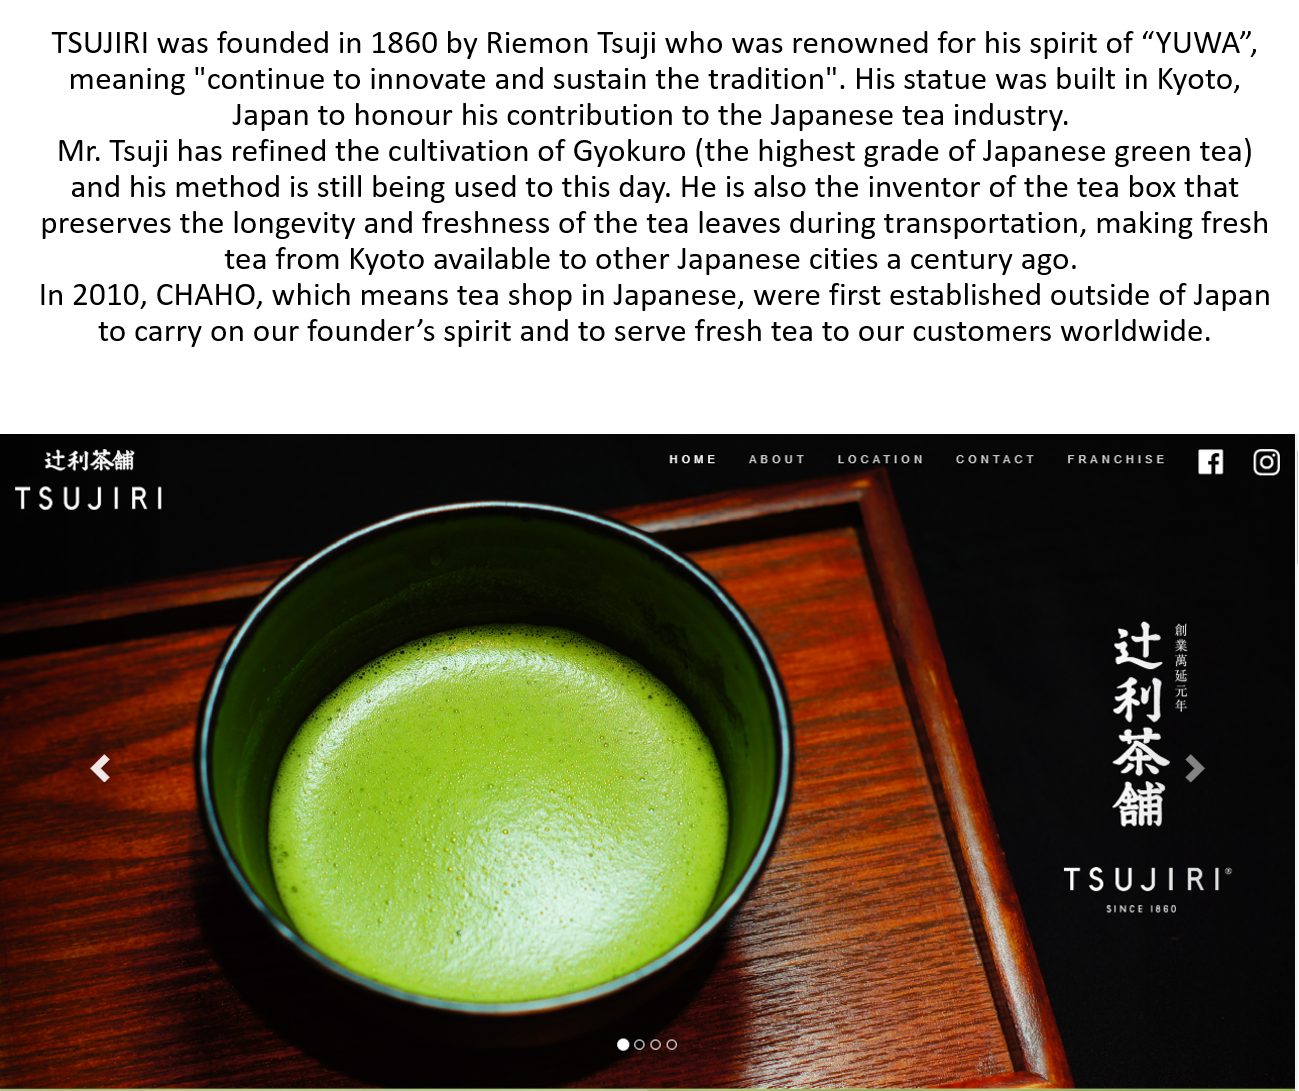 TSUJIRI was founded in 1860 by Riemon Tsuji who was renowned for his spirit of “YUWA”,
meaning "continue to innovate and sustain the tradition". His statue was built in Kyoto,
Japan to honour his contribution to the Japanese tea industry.
Mr. Tsuji has refined the cultivation of Gyokuro (the highest grade of Japanese green tea)
and his method is still being used to this day. He is also the inventor of the tea box that
preserves the longevity and freshness of the tea leaves during transportation, making fresh
tea from Kyoto available to other Japanese cities a century ago.
In 2010, CHAHO, which means tea shop in Japanese, were first established outside of Japan
to carry on our founder’s spirit and to serve fresh tea to our customers worldwide.
辻利茶舗
TSUJIRI
HOME ABOUT LOCATION CONTACT FRANCHISE
創業萬延元年
辻利茶舗
TSUJIRI®
SINCE 1860